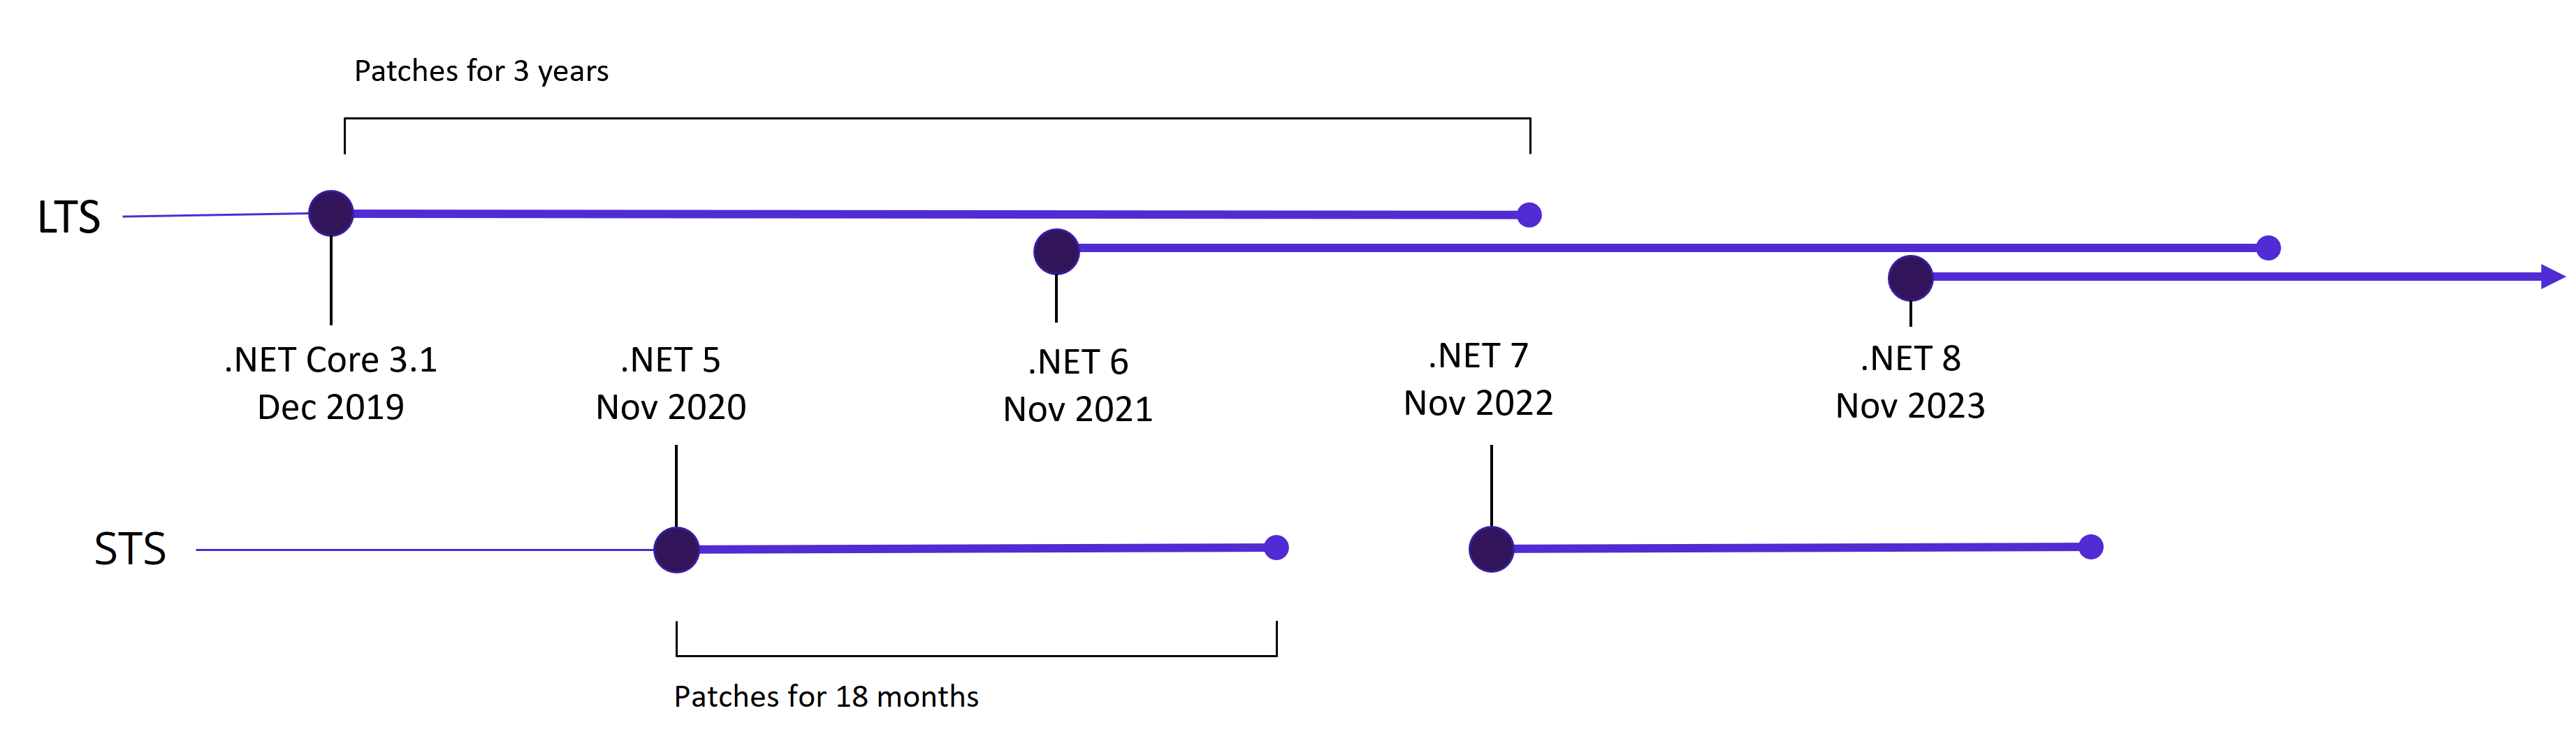 Patches for 3 years
LTS
.NET Core 3.1
Dec 2019
.NET 5
Nov 2020
.NET 6
Nov 2021
.NET 7
Nov 2022
.NET 8
Nov 2023
STS
Patches for 18 months